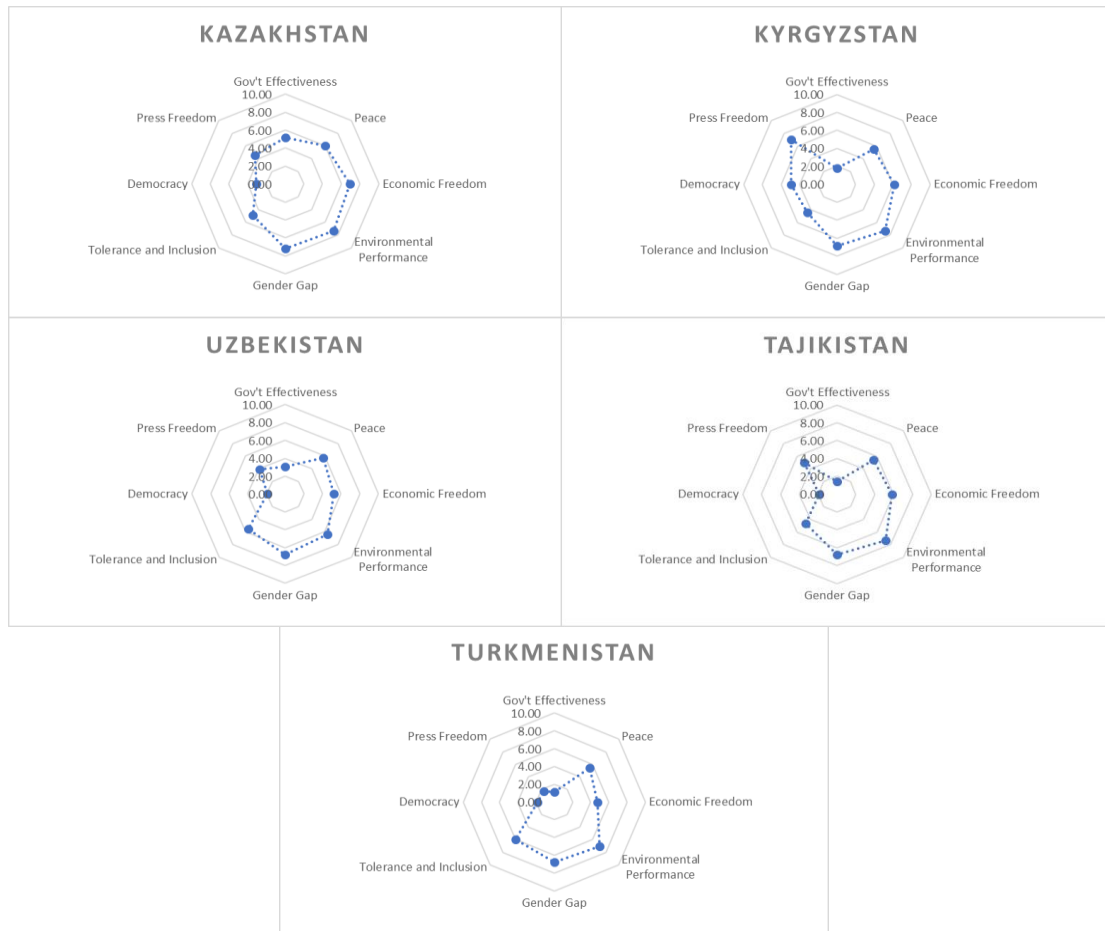 KAZAKHSTAN
Gov't Effectiveness
10.00
8.00
6.00
4.00
2.00
0.00
Peace
Economic Freedom
Environmental
Performance
Gender Gap
Tolerance and Inclusion
Democracy
Press Freedom
KYRGYZSTAN
Gov't Effectiveness
10.00
8.00
6.00
4.00
2.00
0.00
Peace
Economic Freedom
Environmental
Performance
Gender Gap
Tolerance and Inclusion
Democracy
Press Freedom
UZBEKISTAN
Gov't Effectiveness
10.00
8.00
6.00
4.00
2.00
0.00
Peace
Economic Freedom
Environmental
Performance
Gender Gap
Tolerance and Inclusion
Democracy
Press Freedom
TAJIKISTAN
Gov't Effectiveness
10.00
8.00
6.00
4.00
2.00
0.00
Peace
Economic Freedom
Environmental
Performance
Gender Gap
Tolerance and Inclusion
Democracy
Press Freedom
TURKMENISTAN
Gov't Effectiveness
10.00
8.00
6.00
4.00
2.00
0.00
Peace
Economic Freedom
Environmental
Performance
Gender Gap
Tolerance and Inclusion
Democracy
Press Freedom